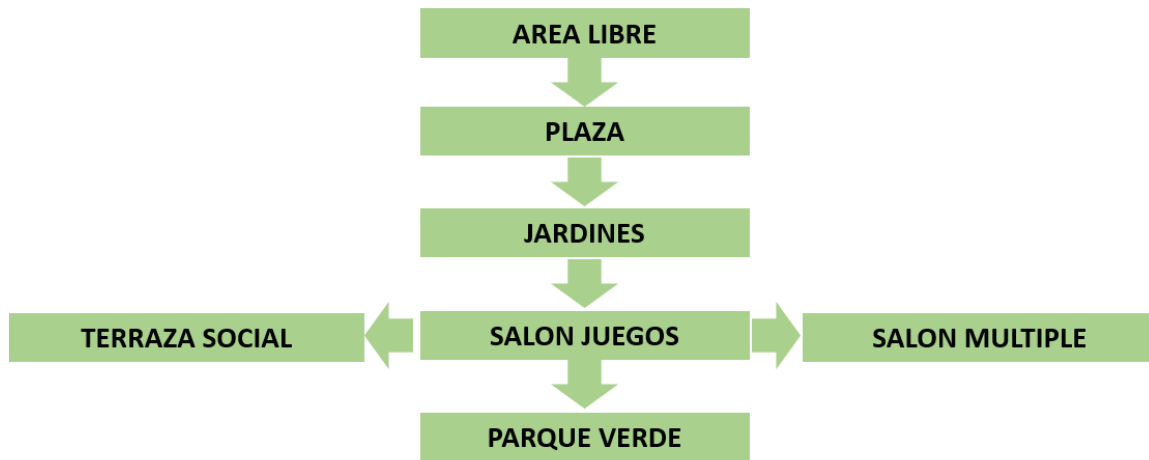 AREA LIBRE
PLAZA
JARDINES
TERRAZA SOCIAL
SALON JUEGOS
SALON MULTIPLE
PARQUE VERDE